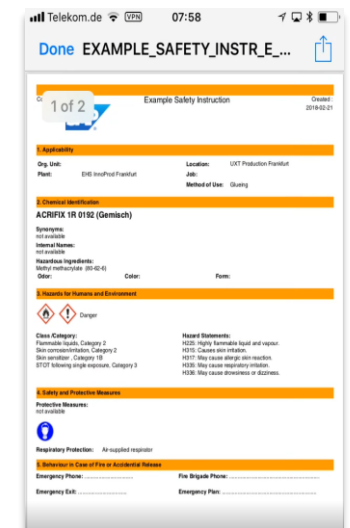 Telekom.de VPN 07:58
Done EXAMPLE_SAFETY_INSTR_E_...
1 of 2
Example Safety Instruction
Created :
2018-02-21
1. Applicability
Org. Unit:
Plant: EHS InnoProd Frankfurt
Location: UXT Production Frankfurt
Job:
Method of Use: Glueing
2. Chemical Identification
ACRIFIX 1R 0192 (Gemisch)
Synonyms:
not available
Internal Names:
not available
Hazardous Ingredients:
Methyl methacrylate (80-62-6)
Odor: Color: Form:
3. Hazards for Humans and Environment
Danger
Class /Category:
Flammable liquids, Category 2
Skin corrosion/irritation, Category 2
Skin sensitizer , Category 1B
STOT following single exposure, Category 3
Hazard Statements:
H225: Highly flammable liquid and vapour.
H315: Causes skin irritation.
H317: May cause allergic skin reaction.
H335: May cause respiratory irritation.
H336: May cause drowsiness or dizziness.
4. Safety and Protective Measures
Protective Measures:
not available
Respiratory Protection: Air-supplied respirator
5. Behaviour in Case of Fire or Accidental Release
Emergency Phone: ........................
Fire Brigade Phone: ........................
Emergency Exit: ........................
Emergency Plan: ........................